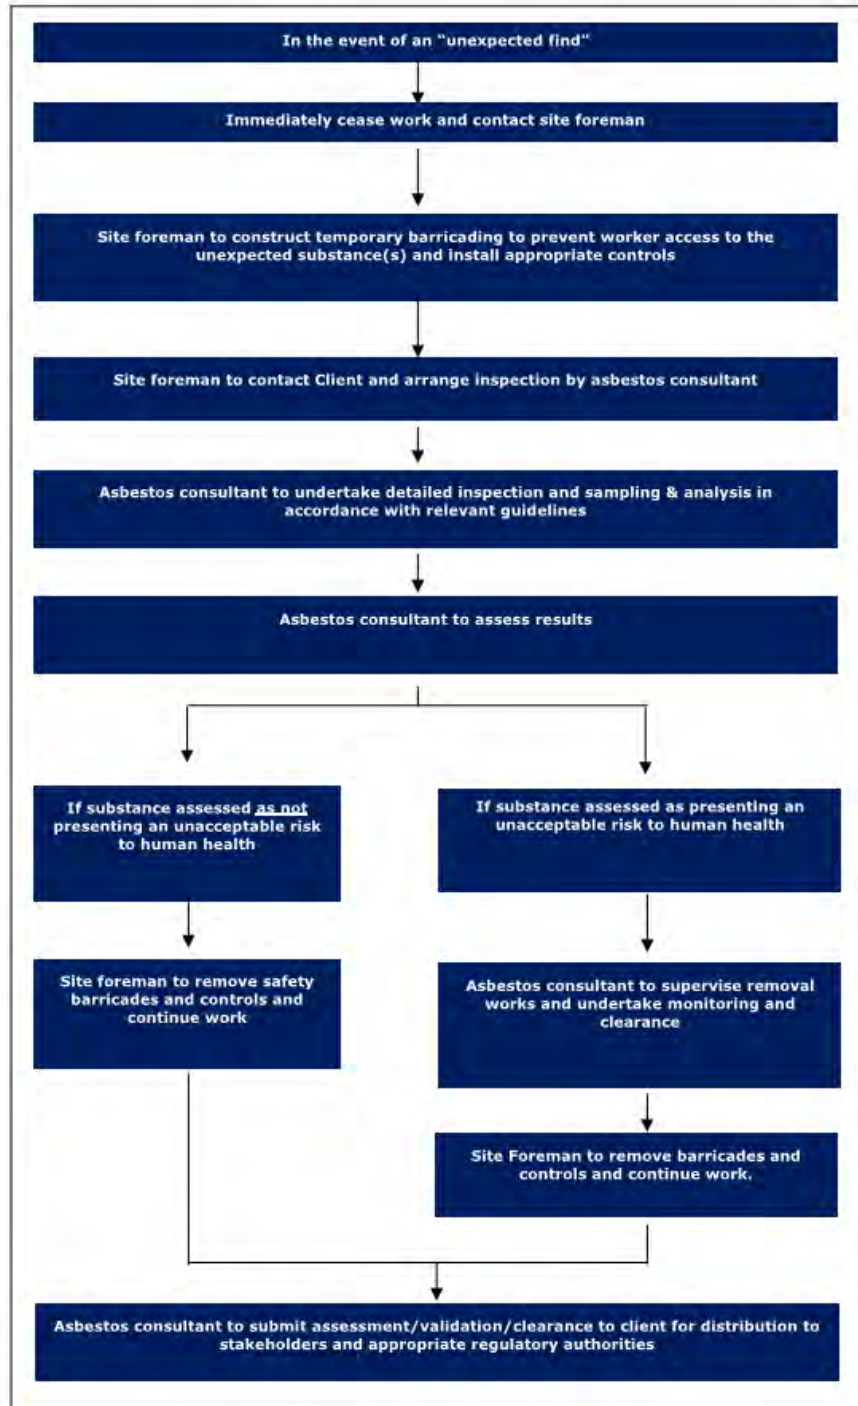 In the event of an "unexpected find"
Immediately cease work and contact site foreman
Site foreman to construct temporary barricading to prevent worker access to the
unexpected substance(s) and install appropriate controls
Site foreman to contact Client and arrange inspection by asbestos consultant
Asbestos consultant to undertake detailed inspection and sampling & analysis in
accordance with relevant guidelines
Asbestos consultant to assess results
If substance assessed as not
presenting an unacceptable risk
to human health
If substance assessed as presenting an
unacceptable risk to human health
Site foreman to remove safety
barricades and controls and
continue work
Asbestos consultant to supervise removal
works and undertake monitoring and
clearance
Site Foreman to remove barricades and
controls and continue work.
Asbestos consultant to submit assessment/validation/clearance to client for distribution to
stakeholders and appropriate regulatory authorities